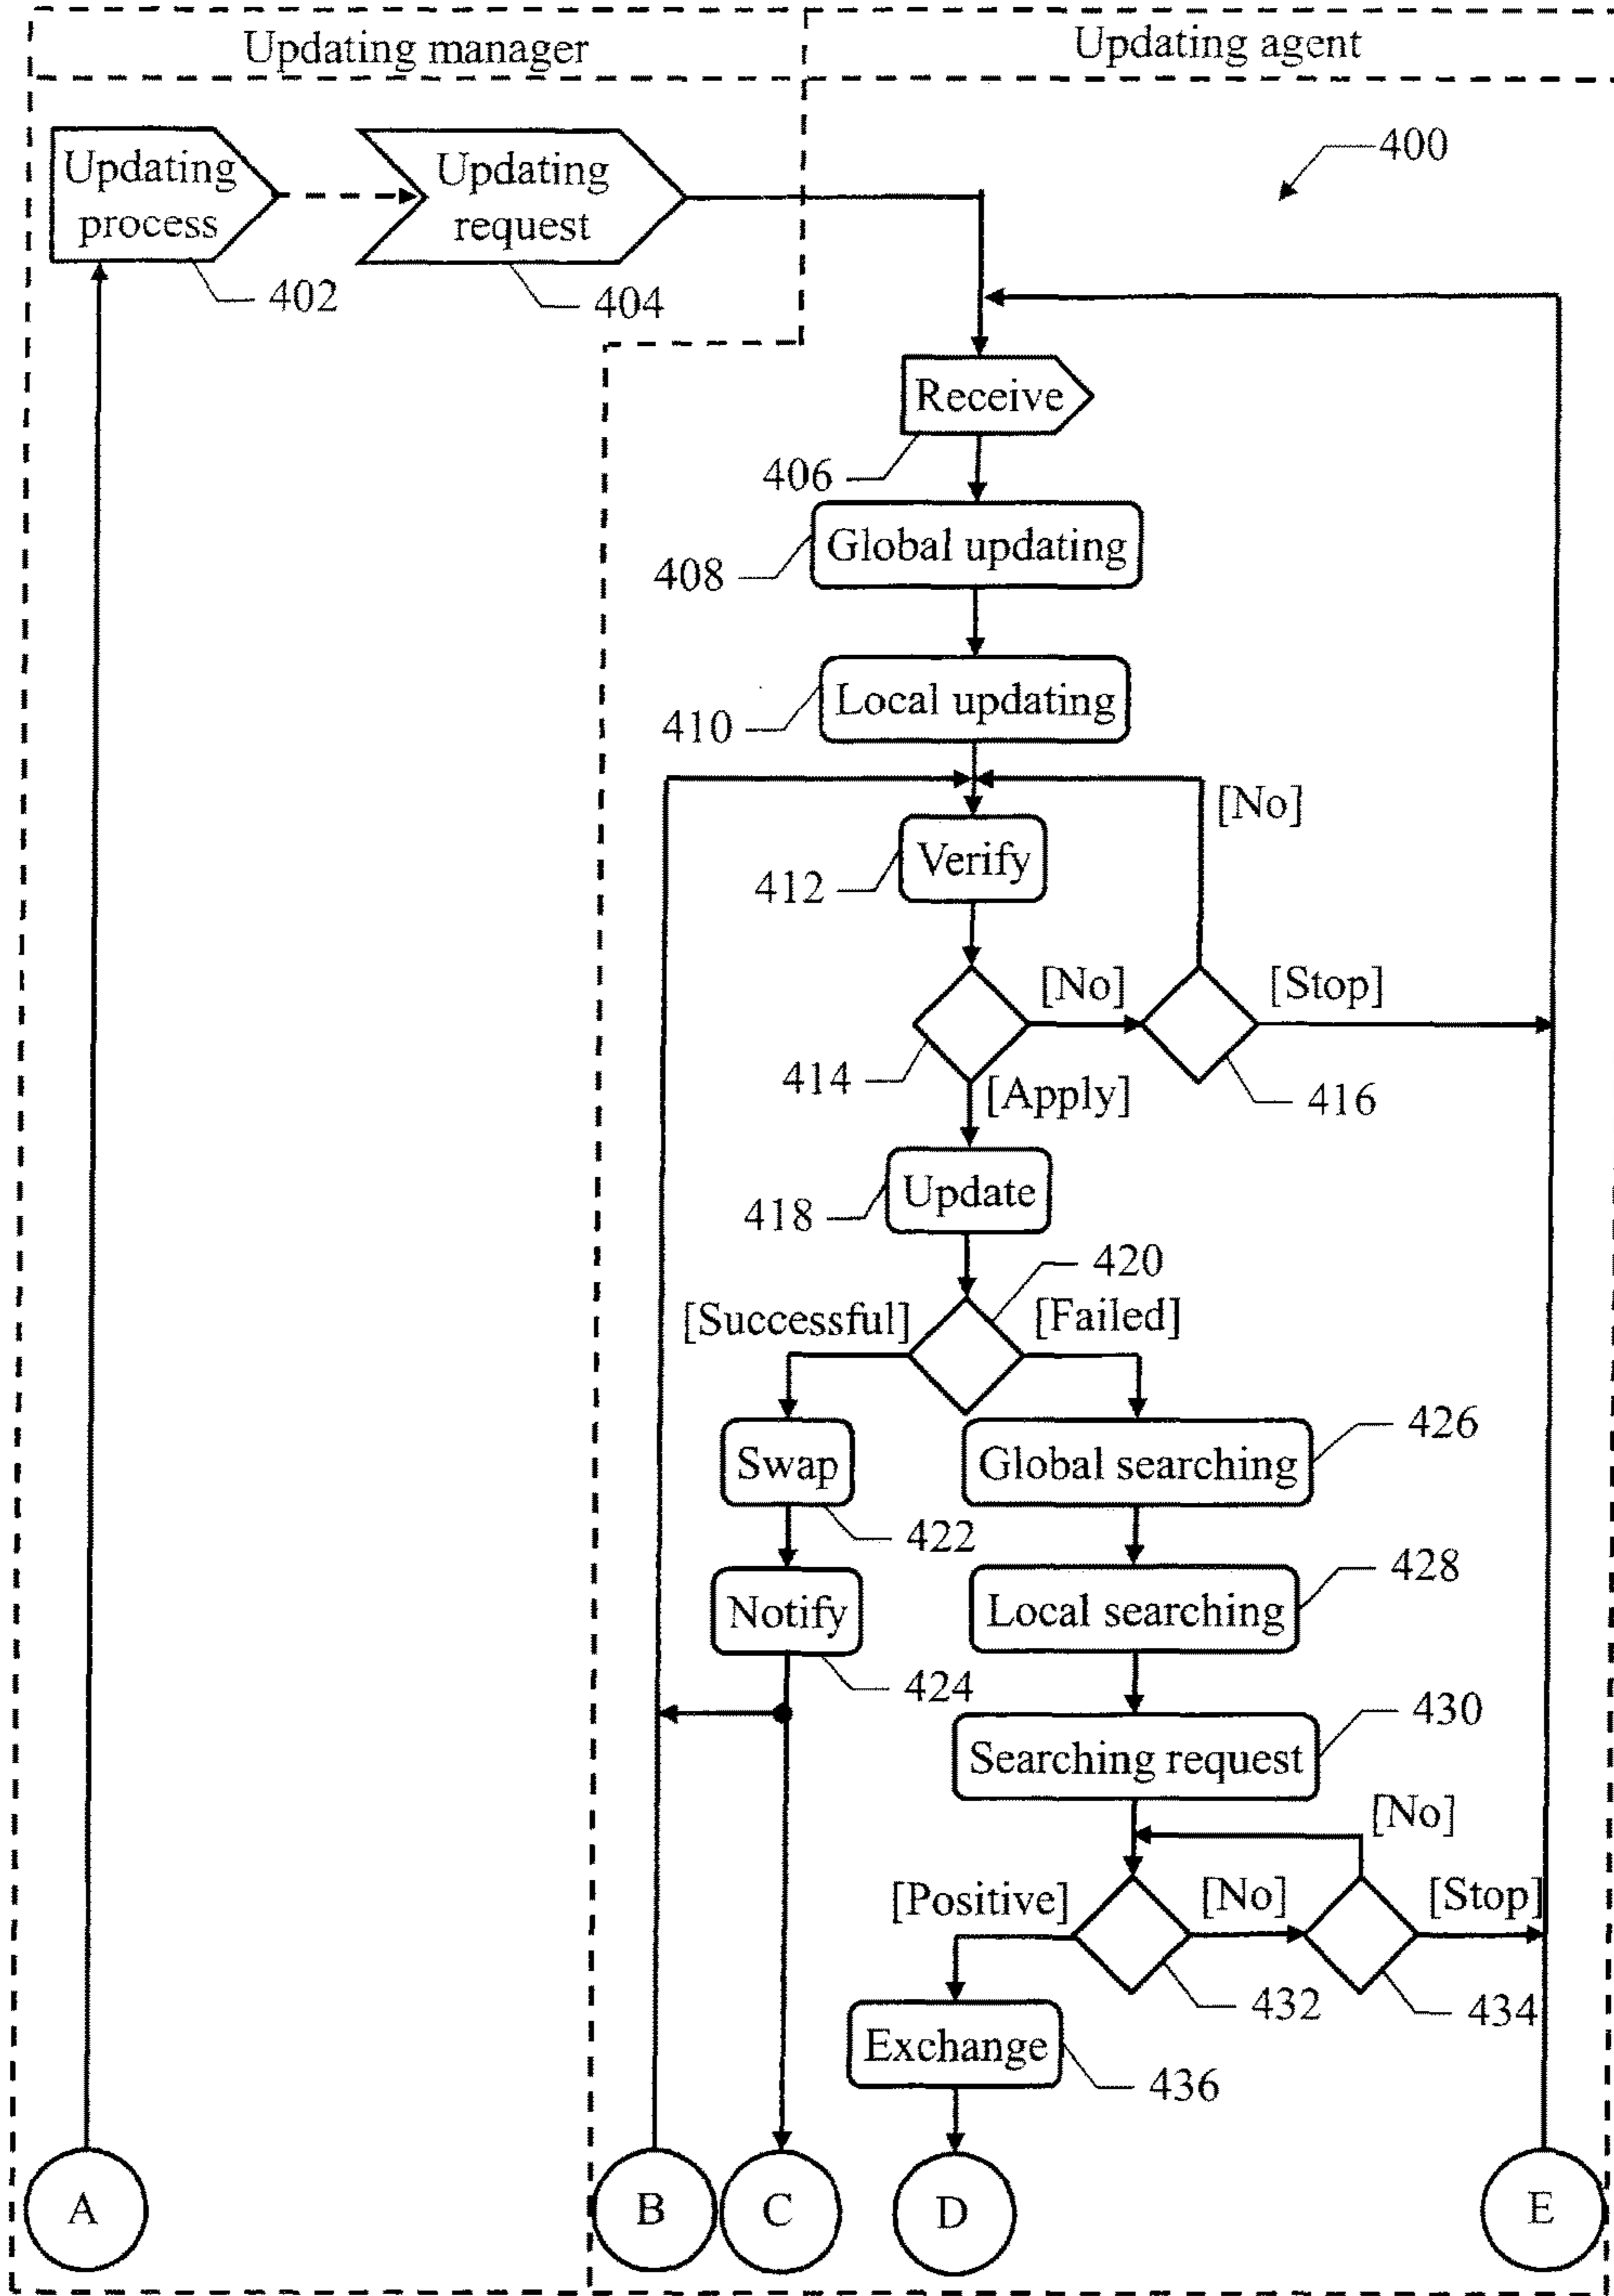 Updating manager
Updating agent
Updating
process
Updating
request
400
402
404
Receive
406
Global updating
408
Local updating
410
[No]
Verify
412
[No]
[Stop]
414
[Apply]
416
Update
418
420
[Successful]
[Failed]
426
Swap
Global searching
422
428
Notify
Local searching
424
430
Searching request
[No]
[Positive]
[No]
[Stop]
432
434
Exchange
436
A
B
C
D
E